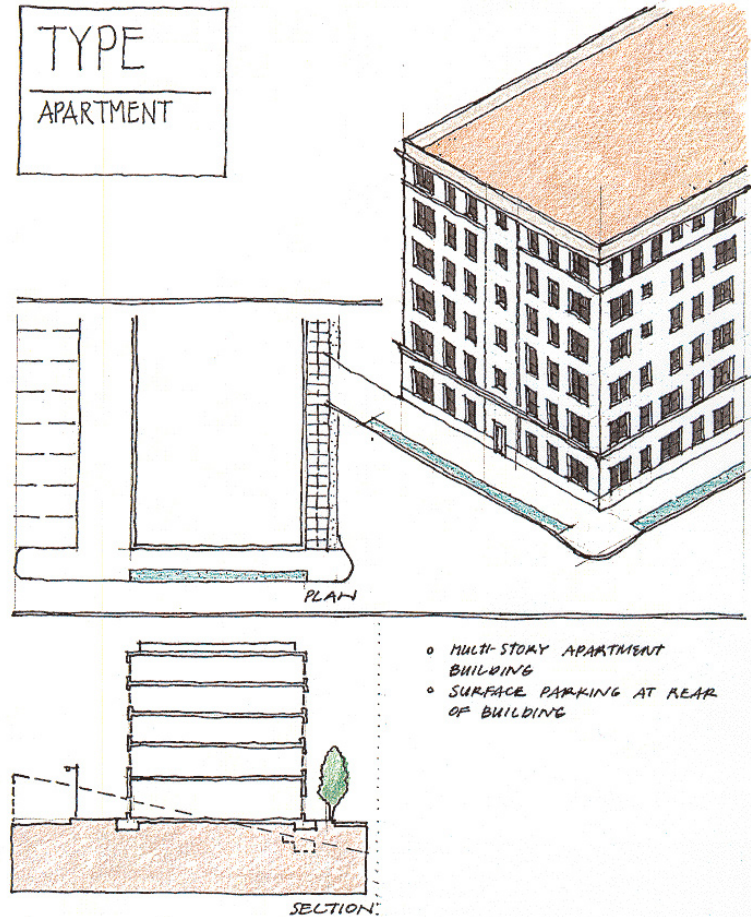 TYPE
APARTMENT
PLAN
o MULTI-STORY APARTMENT
BUILDING
o SURFACE PARKING AT REAR
OF BUILDING
SECTION